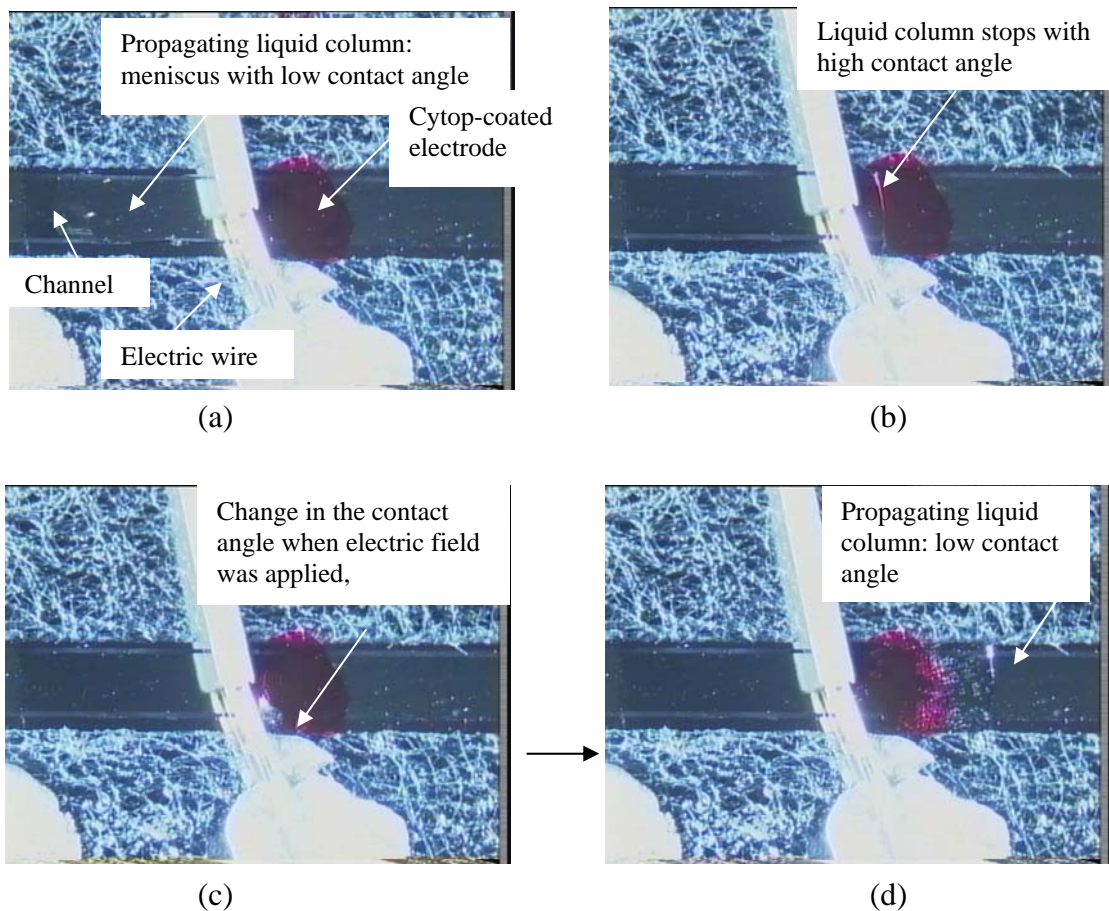 Propagating liquid column:
meniscus with low contact angle
Cytop-coated
electrode
Channel
Electric wire
(a)
Liquid column stops with
high contact angle
(b)
Change in the contact
angle when electric field
was applied,
(c)
Propagating liquid
column: low contact
angle
(d)